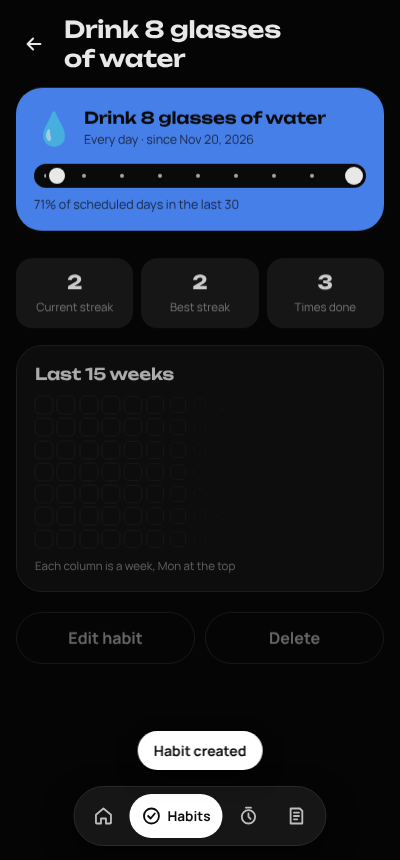 Drink 8 glasses
of water
Drink 8 glasses of water
Every day · since Nov 20, 2026
71% of scheduled days in the last 30
2
2
3
Current streak
Best streak
Times done
Last 15 weeks
Each column is a week, Mon at the top
Edit habit
Delete
Habit created
Habits